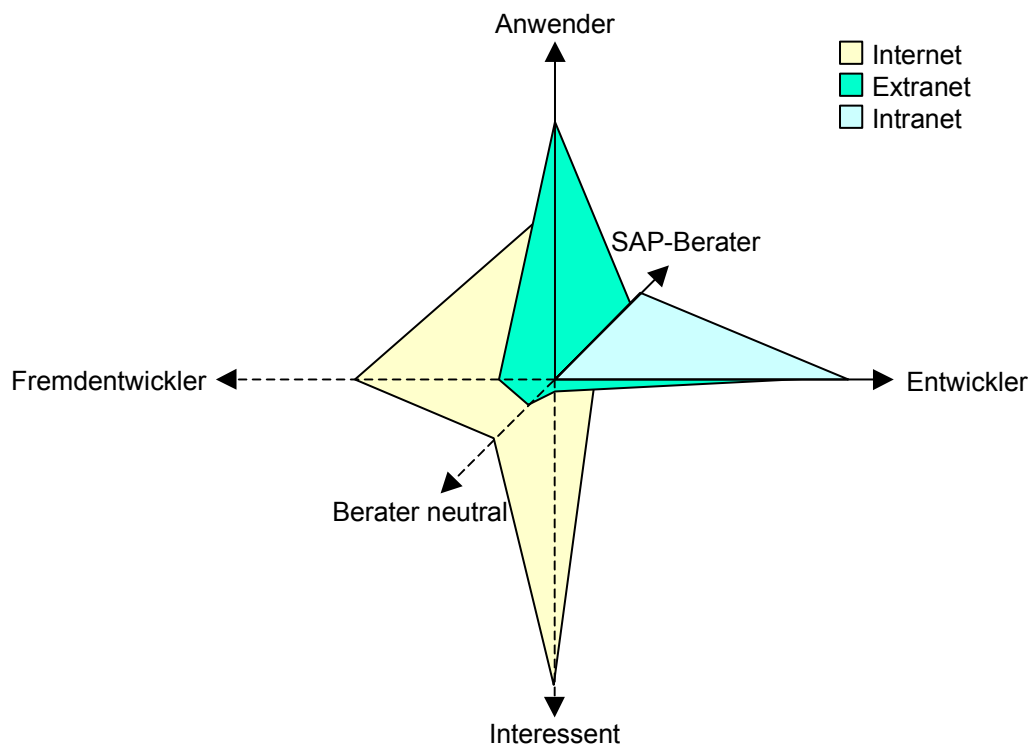 Anwender
Internet
Extranet
Intranet
SAP-Berater
Fremdentwickler
Entwickler
Berater neutral
Interessent